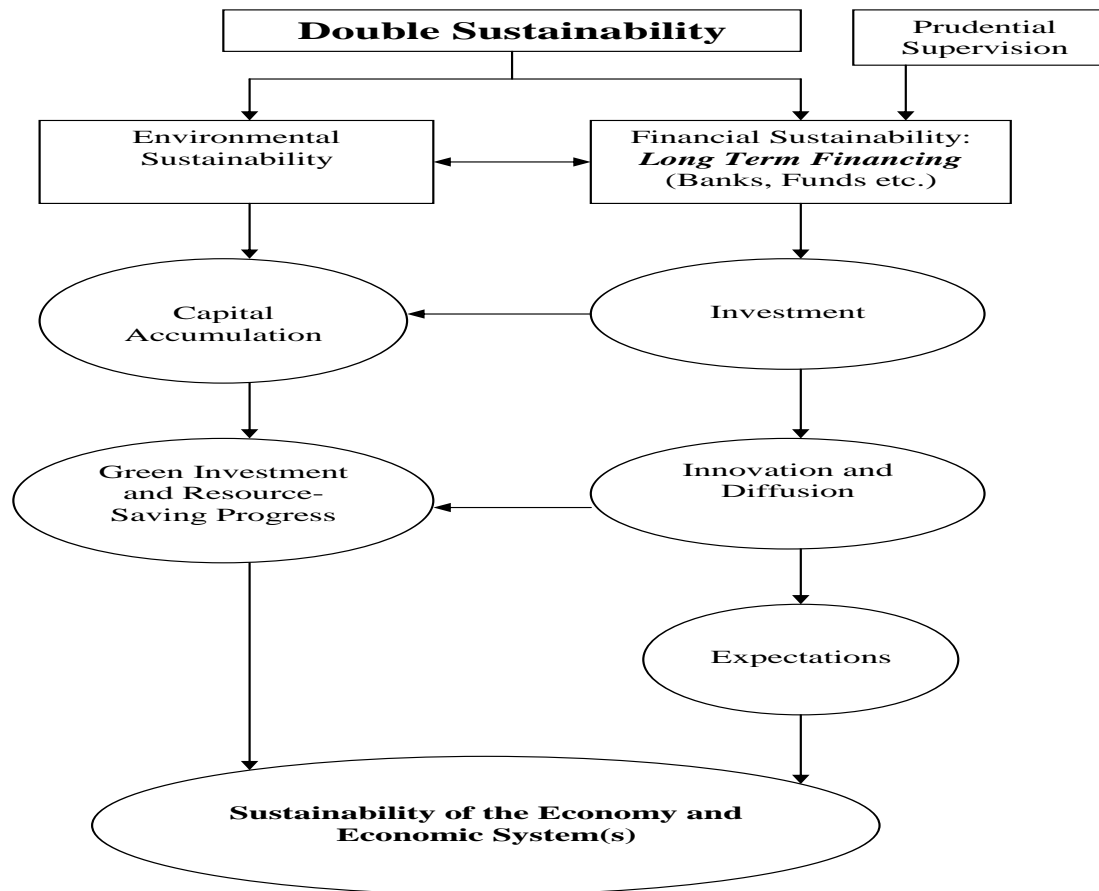 Double Sustainability
Prudential
Supervision
Environmental
Sustainability
Financial Sustainability:
Long Term Financing
(Banks, Funds etc.)
Capital
Accumulation
Investment
Green Investment
and Resource-
Saving Progress
Innovation and
Diffusion
Expectations
Sustainability of the Economy and
Economic System(s)